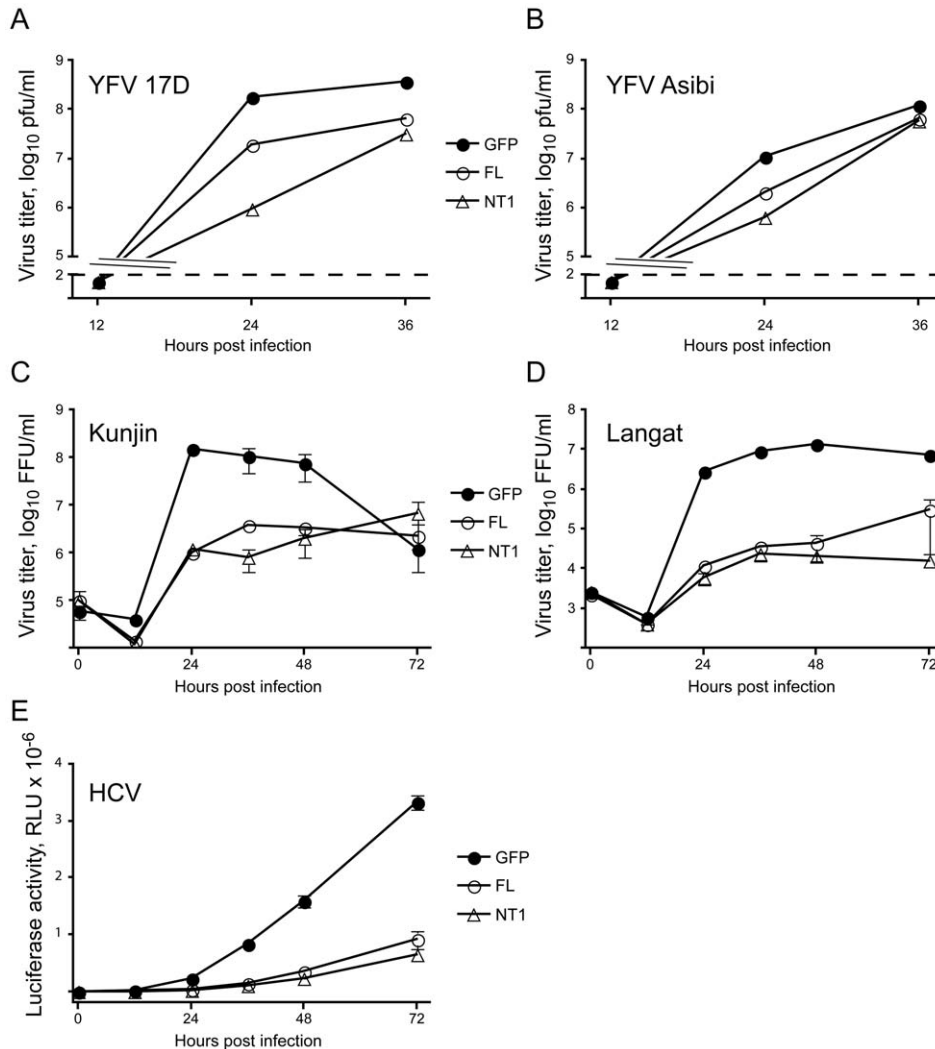 A
B
Virus titer, log10 pfu/ml
9
8
7
6
5
2
YFV 17D
12
24
36
Hours post infection
GFP
FL
NT1
Virus titer, log10 pfu/ml
9
8
7
6
5
2
YFV Asibi
12
24
36
Hours post infection
C
D
Virus titer, log10 FFU/ml
9
8
7
6
5
Kunjin
0
24
48
72
Hours post infection
GFP
FL
NT1
Virus titer, log10 FFU/ml
8
7
6
5
4
3
Langat
0
24
48
72
Hours post infection
E
Luciferase activity, RLU x 10-6
4
3
2
1
HCV
0
24
48
72
Hours post infection
GFP
FL
NT1